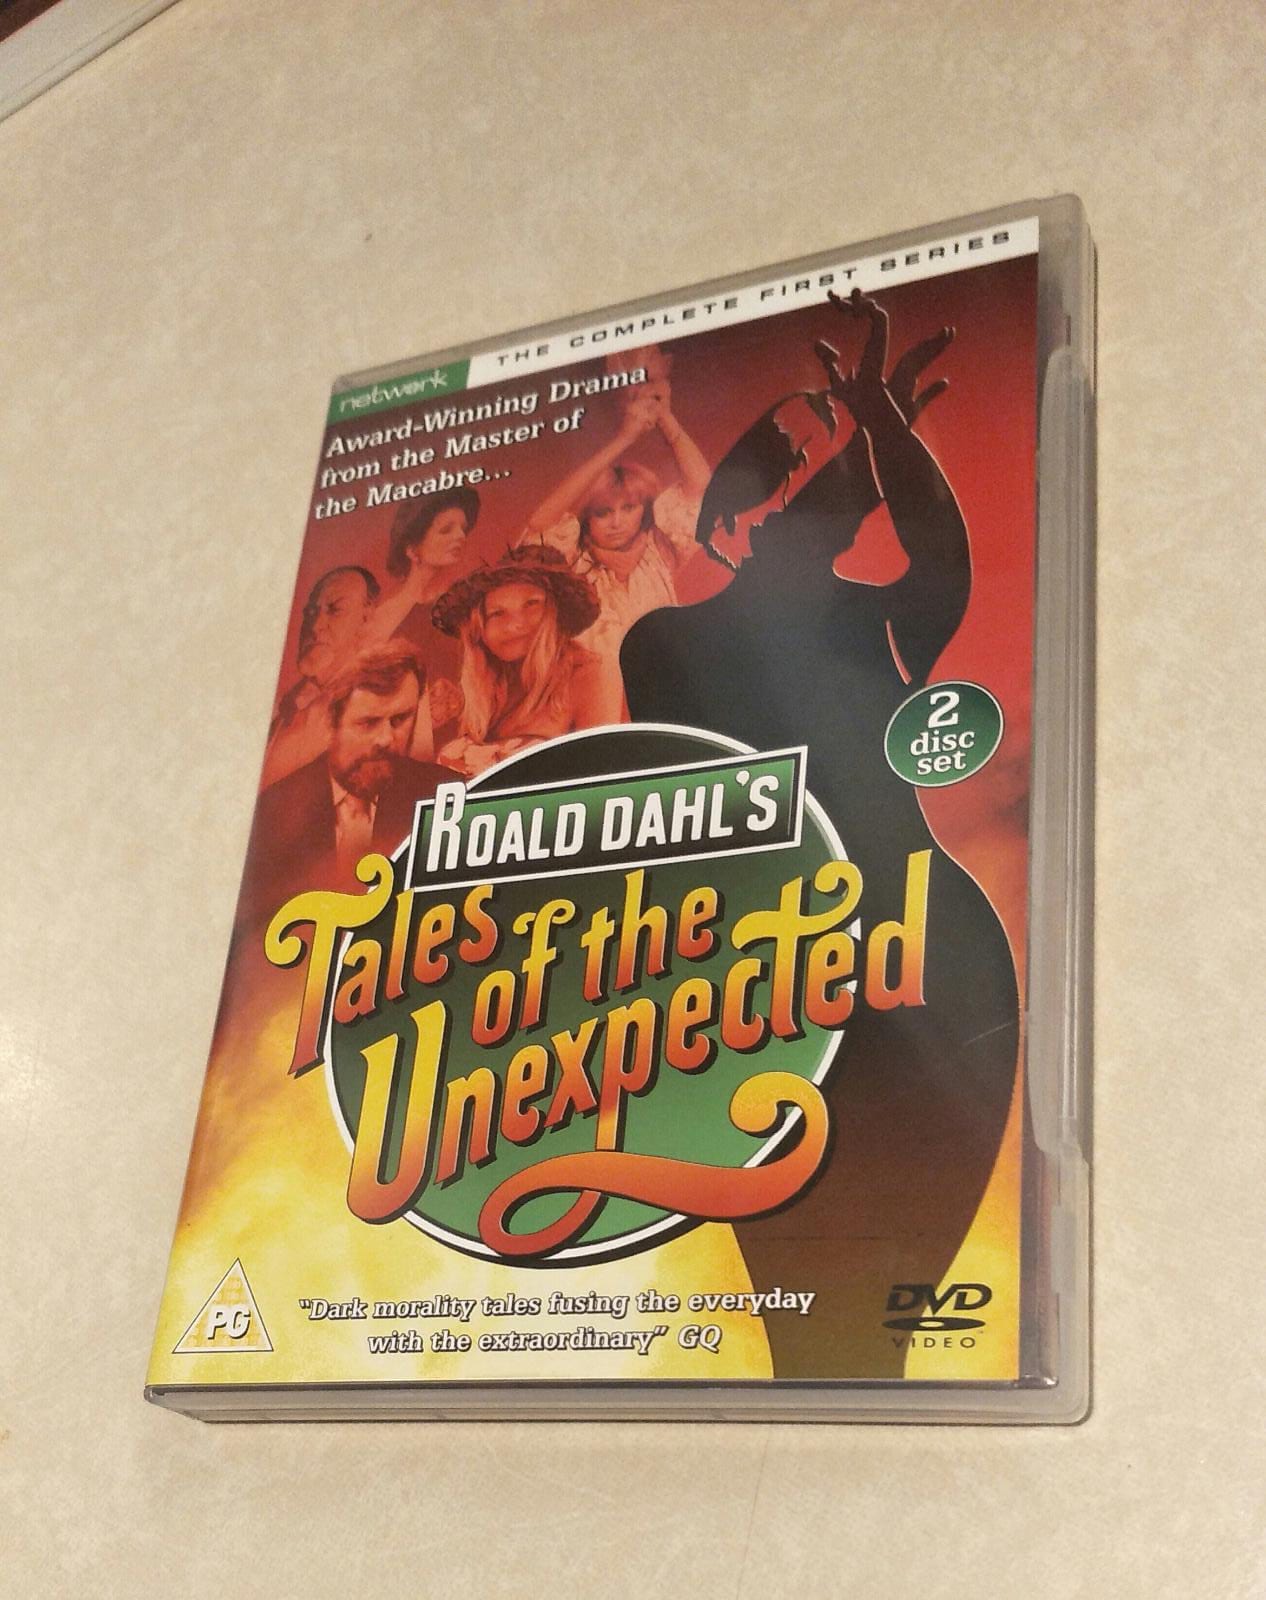 network
THE COMPLETE FIRST SERIES
Award-Winning Drama
from the Master of
the Macabre...
2
disc
set
ROALD DAHL'S
Tales
of the
Unexpected
PG
"Dark morality tales fusing the everyday
with the extraordinary" GQ
DVD
VIDEO